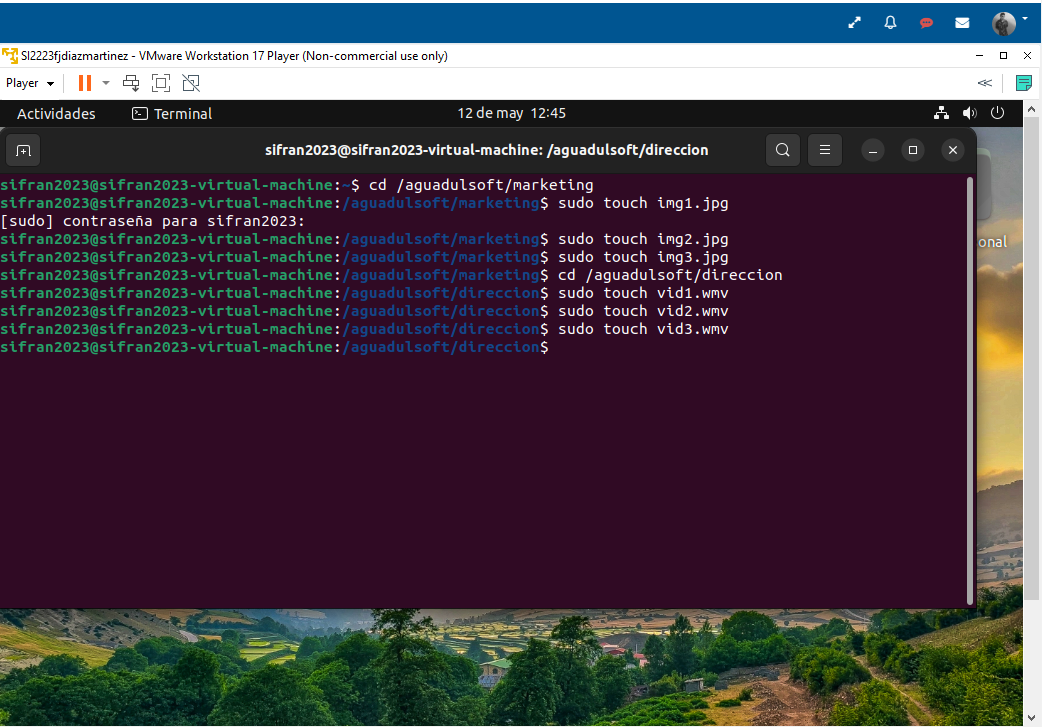 SI2223fjdiazmartinez - VMware Workstation 17 Player (Non-commercial use only)
Player
Actividades
Terminal
12 de may 12:45
sifran2023@sifran2023-virtual-machine: /aguadulsoft/direccion
sifran2023@sifran2023-virtual-machine:~$ cd /aguadulsoft/marketing
sifran2023@sifran2023-virtual-machine:/aguadulsoft/marketing$ sudo touch img1.jpg
[sudo] contraseña para sifran2023:
sifran2023@sifran2023-virtual-machine:/aguadulsoft/marketing$ sudo touch img2.jpg
sifran2023@sifran2023-virtual-machine:/aguadulsoft/marketing$ sudo touch img3.jpg
sifran2023@sifran2023-virtual-machine:/aguadulsoft/marketing$ cd /aguadulsoft/direccion
sifran2023@sifran2023-virtual-machine:/aguadulsoft/direccion$ sudo touch vid1.wmv
sifran2023@sifran2023-virtual-machine:/aguadulsoft/direccion$ sudo touch vid2.wmv
sifran2023@sifran2023-virtual-machine:/aguadulsoft/direccion$ sudo touch vid3.wmv
sifran2023@sifran2023-virtual-machine:/aguadulsoft/direccion$
onal